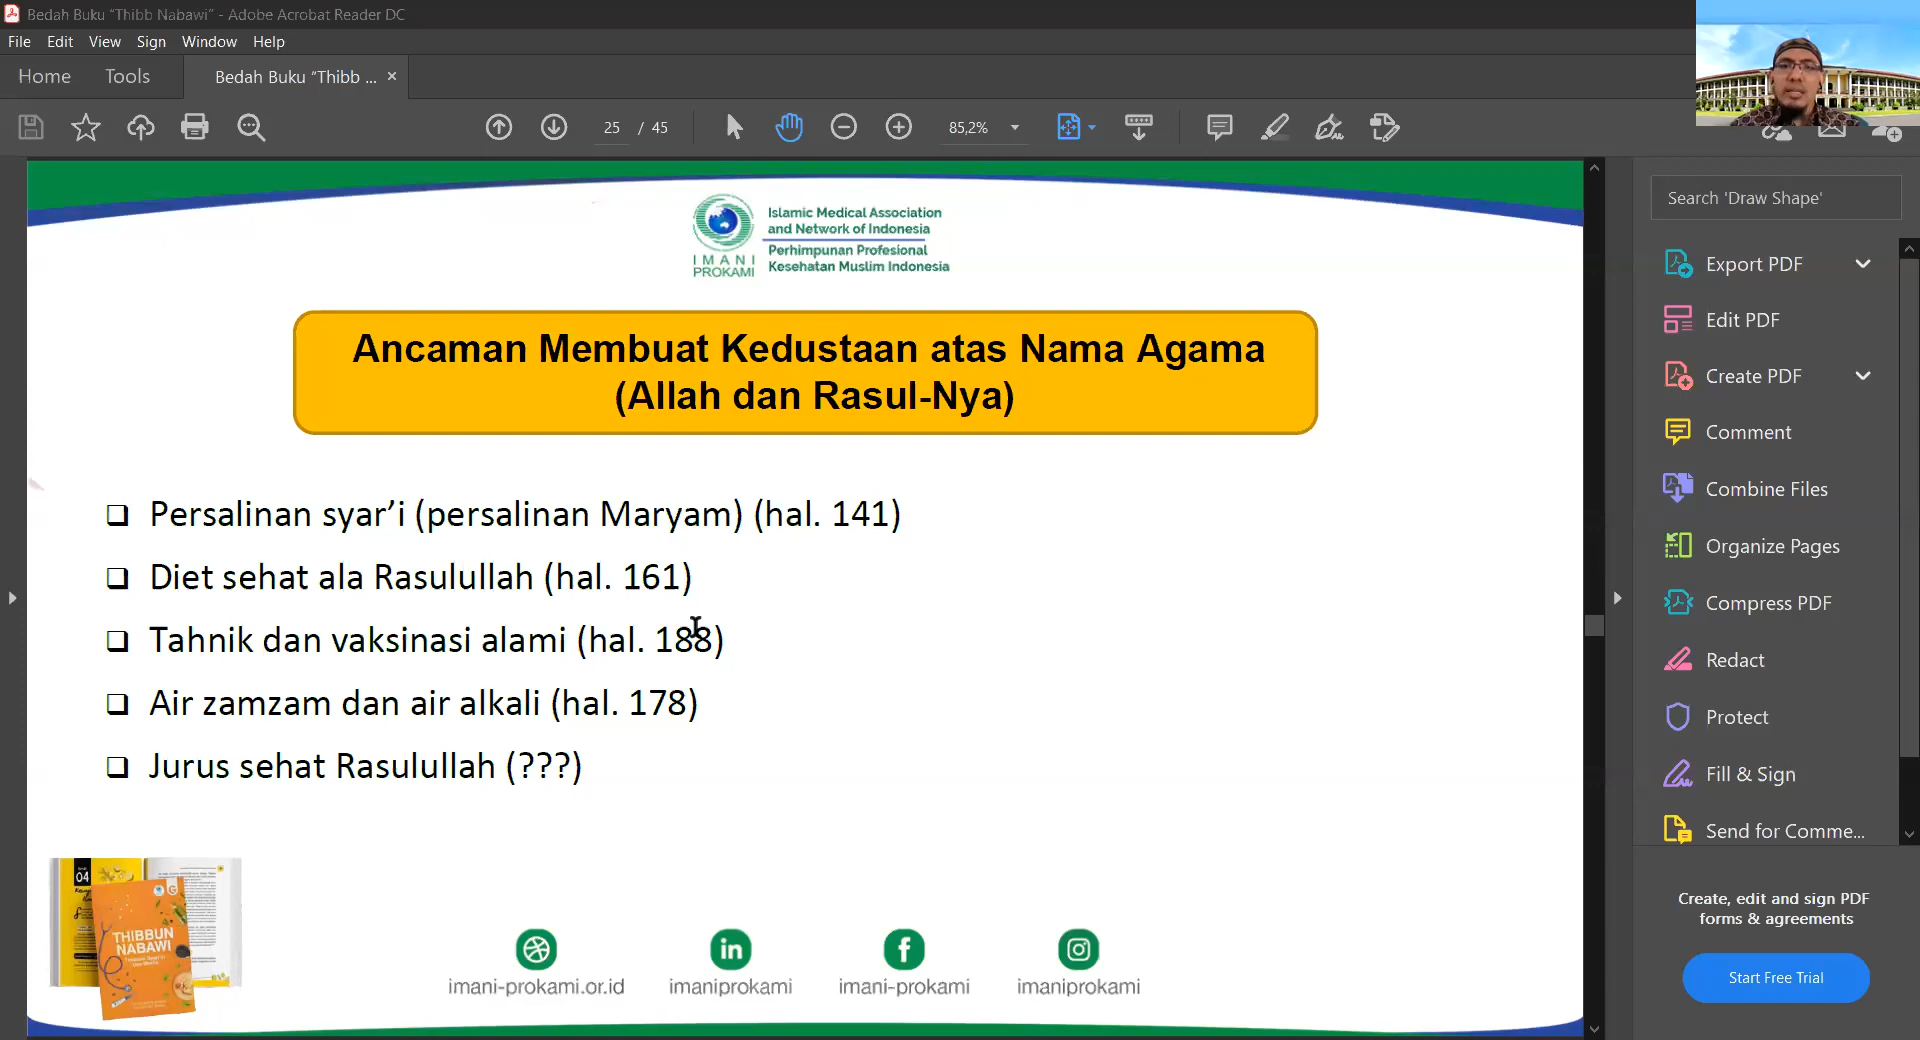 Bedah Buku “Thibb Nabawi” - Adobe Acrobat Reader DC
File Edit View Sign Window Help
Home Tools Bedah Buku “Thibb ... ×
25 / 45 85,2%
Islamic Medical Association
and Network of Indonesia
Perhimpunan Profesional
Kesehatan Muslim Indonesia
IMANI
PROKAMI
Ancaman Membuat Kedustaan atas Nama Agama
(Allah dan Rasul-Nya)
Persalinan syar’i (persalinan Maryam) (hal. 141)
Diet sehat ala Rasulullah (hal. 161)
Tahnik dan vaksinasi alami (hal. 188)
Air zamzam dan air alkali (hal. 178)
Jurus sehat Rasulullah (???)
04
THIBBUN
NABAWI
imani-prokami.or.id imaniprokami imani-prokami imaniprokami
Search 'Draw Shape'
Export PDF
Edit PDF
Create PDF
Comment
Combine Files
Organize Pages
Compress PDF
Redact
Protect
Fill & Sign
Send for Comme...
Create, edit and sign PDF
forms & agreements
Start Free Trial